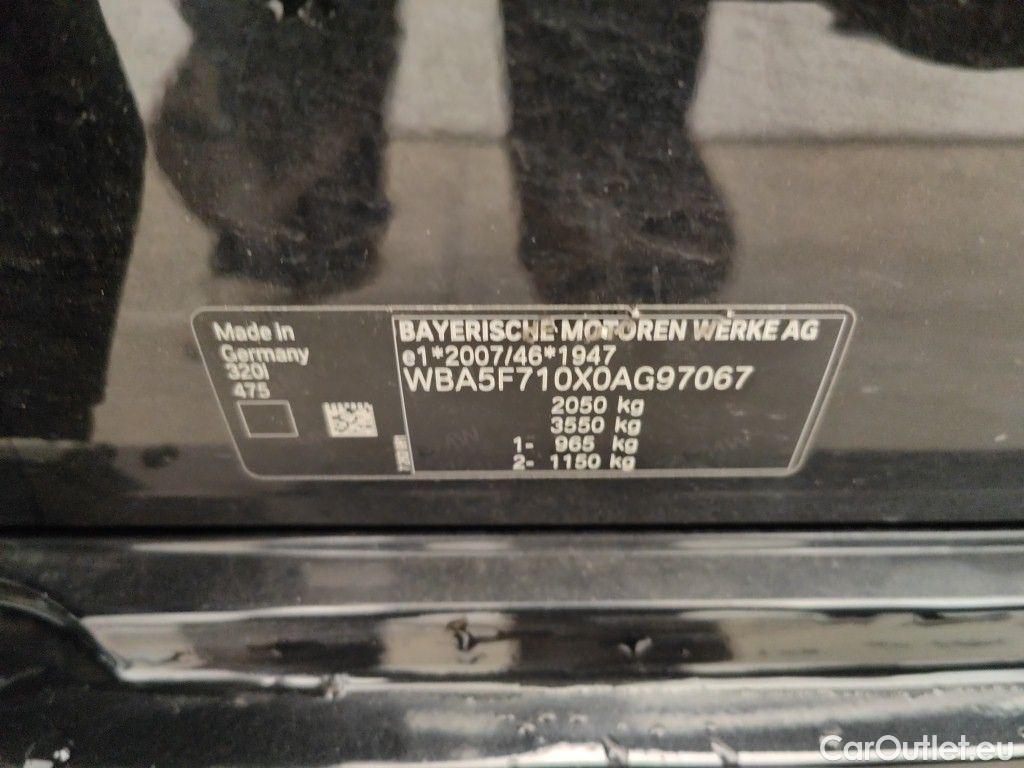 Made in
Germany
320i
475
BAYERISCHE MOTOREN WERKE AG
e1*2007/46*1947
WBA5F710X0AG97067
2050 kg
3550 kg
1- 965 kg
2- 1150 kg
CarOutlet.eu